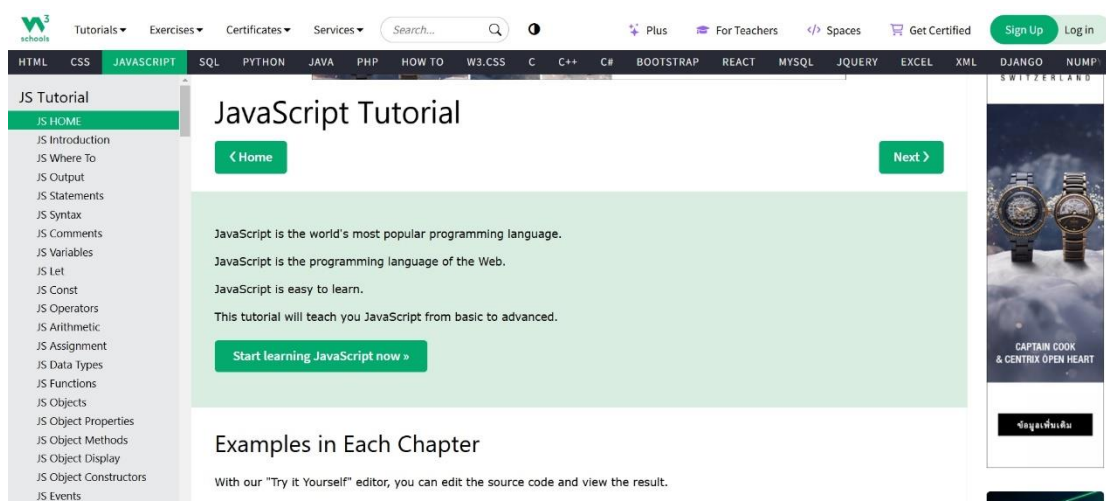 W3
schools
Tutorials
Exercises
Certificates
Services
Search...
Plus
For Teachers
Spaces
Get Certified
Sign Up
Log in
HTML
CSS
JAVASCRIPT
SQL
PYTHON
JAVA
PHP
HOW TO
W3.CSS
C
C++
C#
BOOTSTRAP
REACT
MYSQL
JQUERY
EXCEL
XML
DJANGO
NUMPY
JS Tutorial
JS HOME
JS Introduction
JS Where To
JS Output
JS Statements
JS Syntax
JS Comments
JS Variables
JS Let
JS Const
JS Operators
JS Arithmetic
JS Assignment
JS Data Types
JS Functions
JS Objects
JS Object Properties
JS Object Methods
JS Object Display
JS Object Constructors
JS Events
JavaScript Tutorial
❮ Home
Next ❯
JavaScript is the world's most popular programming language.
JavaScript is the programming language of the Web.
JavaScript is easy to learn.
This tutorial will teach you JavaScript from basic to advanced.
Start learning JavaScript now »
Examples in Each Chapter
With our "Try it Yourself" editor, you can edit the source code and view the result.
SWITZERLAND
CAPTAIN COOK
& CENTRIX OPEN HEART
ข้อมูลเพิ่มเติม